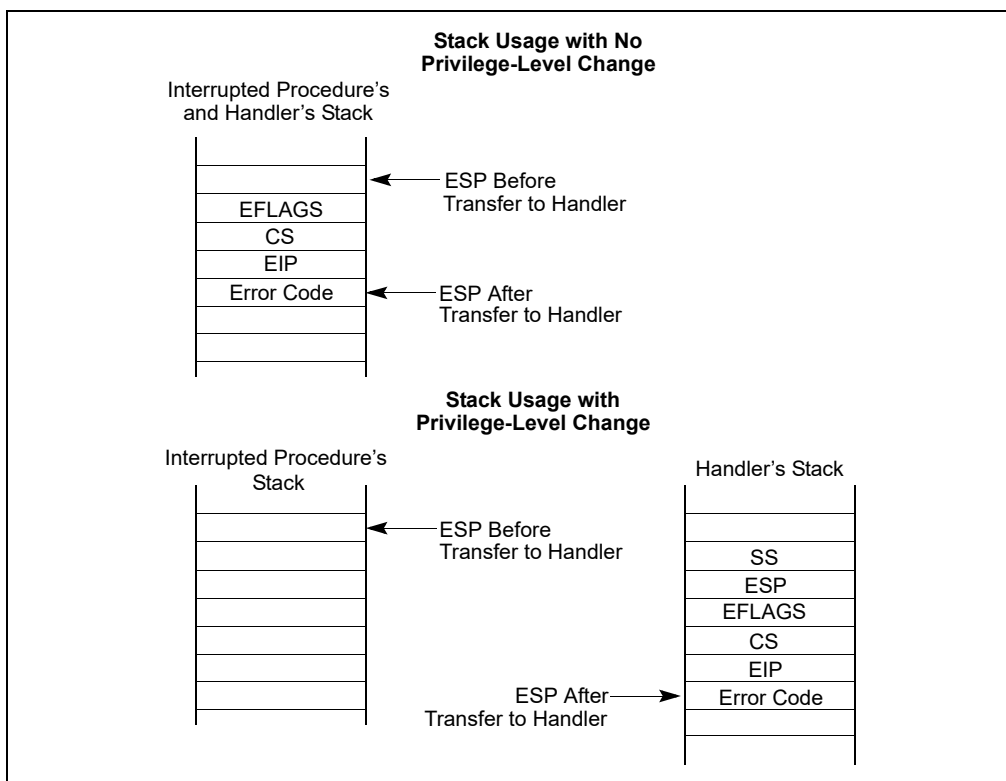 Stack Usage with No
Privilege-Level Change
Interrupted Procedure’s
and Handler’s Stack
ESP Before
Transfer to Handler
EFLAGS
CS
EIP
Error Code
ESP After
Transfer to Handler
Stack Usage with
Privilege-Level Change
Interrupted Procedure’s
Stack
Handler’s Stack
ESP Before
Transfer to Handler
SS
ESP
EFLAGS
CS
EIP
ESP After
Transfer to Handler
Error Code